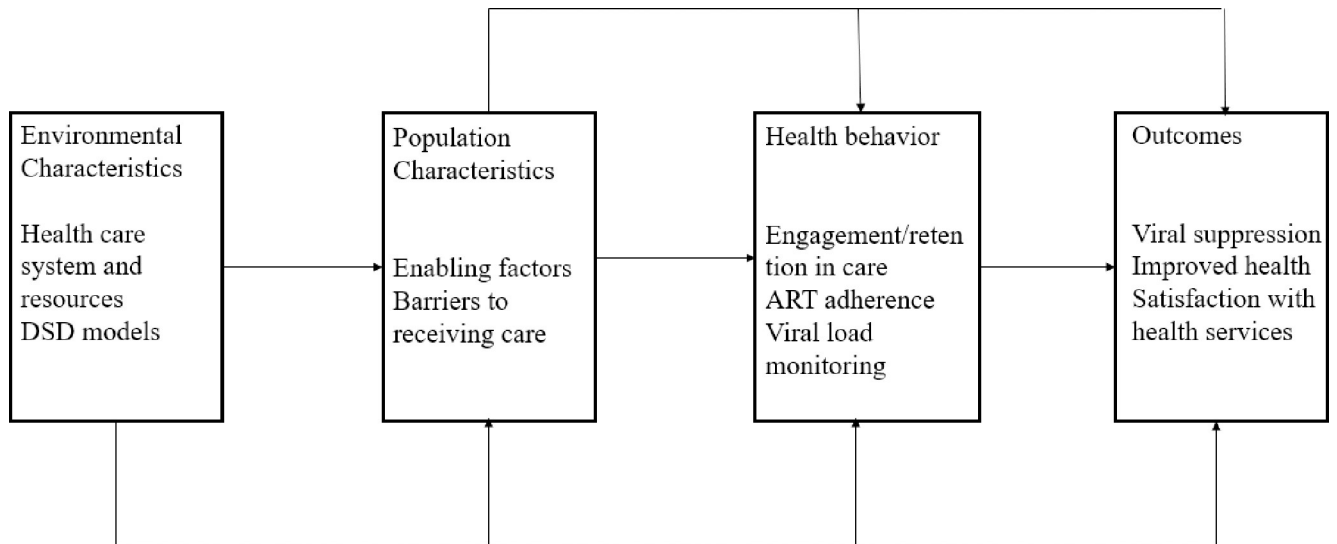 Environmental
Characteristics
Health care
system and
resources
DSD models
Population
Characteristics
Enabling factors
Barriers to
receiving care
Health behavior
Engagement/reten
tion in care
ART adherence
Viral load
monitoring
Outcomes
Viral suppression
Improved health
Satisfaction with
health services